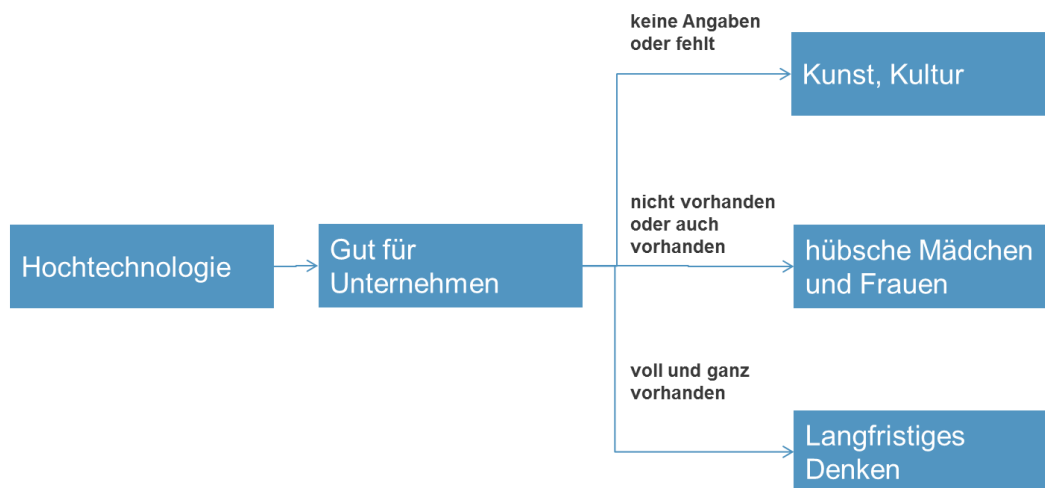 keine Angaben
oder fehlt
Kunst, Kultur
Hochtechnologie
Gut für
Unternehmen
nicht vorhanden
oder auch
vorhanden
hübsche Mädchen
und Frauen
voll und ganz
vorhanden
Langfristiges
Denken